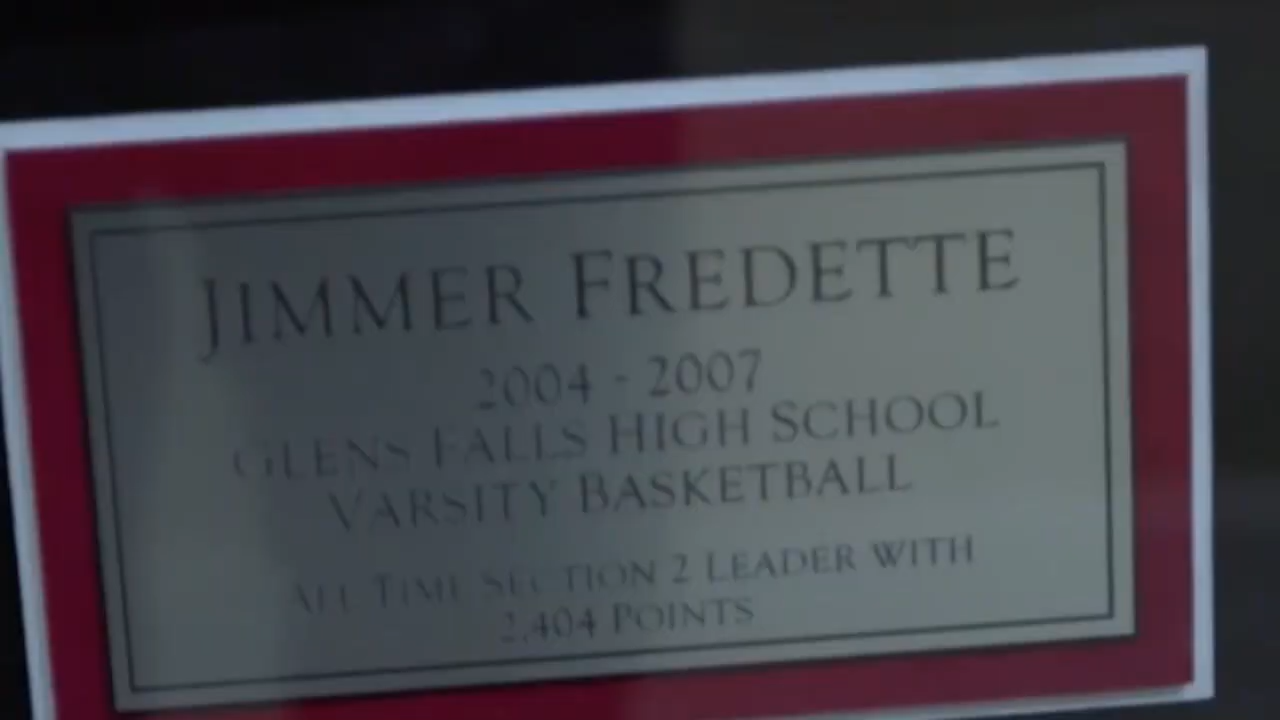 JIMMER FREDETTE
2004 - 2007
GLENS FALLS HIGH SCHOOL
VARSITY BASKETBALL
ALL TIME SECTION 2 LEADER WITH
2,404 POINTS